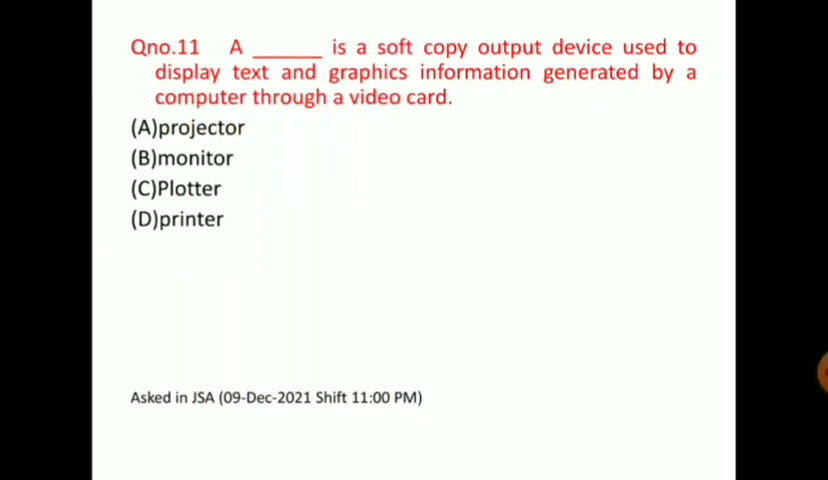 Qno.11 A ______ is a soft copy output device used to
display text and graphics information generated by a
computer through a video card.
(A)projector
(B)monitor
(C)Plotter
(D)printer
Asked in JSA (09-Dec-2021 Shift 11:00 PM)